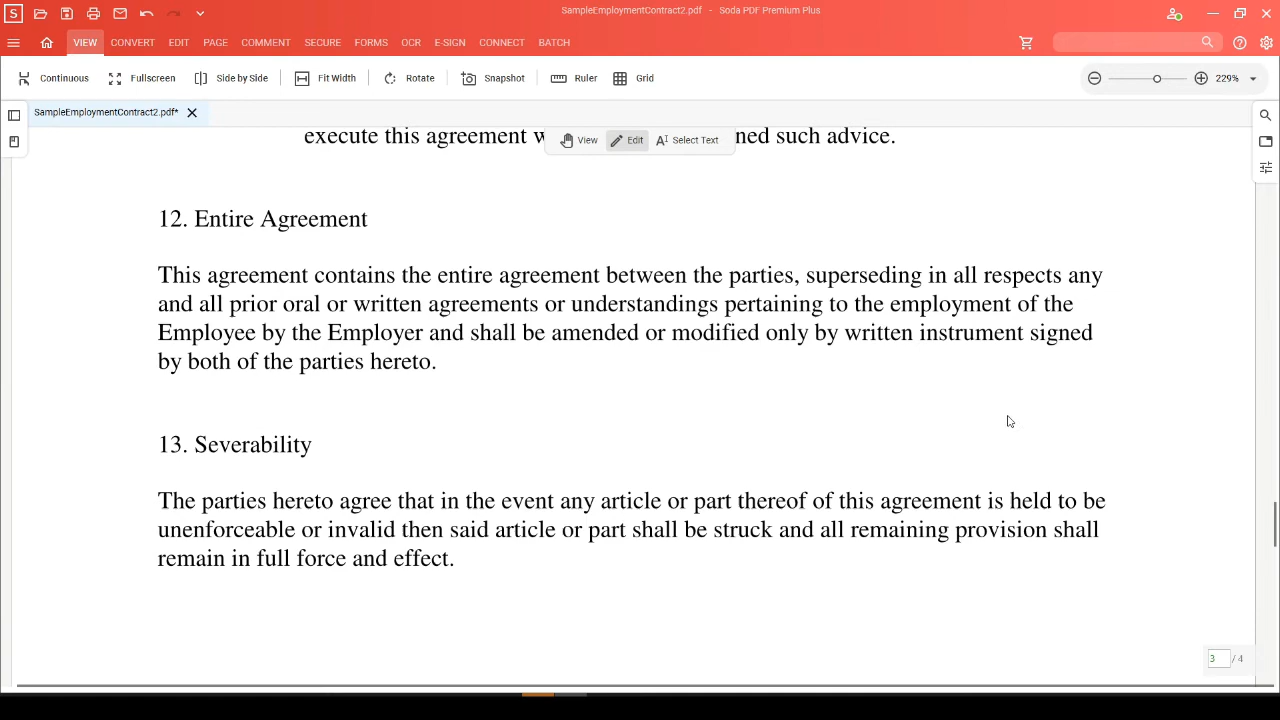 S
SampleEmploymentContract2.pdf - Soda PDF Premium Plus
VIEW CONVERT EDIT PAGE COMMENT SECURE FORMS OCR E-SIGN CONNECT BATCH
Continuous Fullscreen Side by Side Fit Width Rotate Snapshot Ruler Grid 229%
SampleEmploymentContract2.pdf*
View Edit Select Text
execute this agreement ned such advice.
12. Entire Agreement
This agreement contains the entire agreement between the parties, superseding in all respects any
and all prior oral or written agreements or understandings pertaining to the employment of the
Employee by the Employer and shall be amended or modified only by written instrument signed
by both of the parties hereto.
13. Severability
The parties hereto agree that in the event any article or part thereof of this agreement is held to be
unenforceable or invalid then said article or part shall be struck and all remaining provision shall
remain in full force and effect.
3 / 4